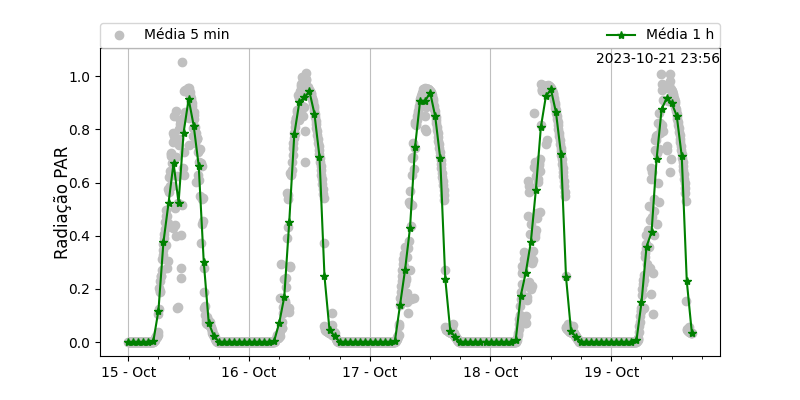 Média 5 min
Média 1 h
2023-10-21 23:56
Radiação PAR
1.0
0.8
0.6
0.4
0.2
0.0
15 - Oct
16 - Oct
17 - Oct
18 - Oct
19 - Oct